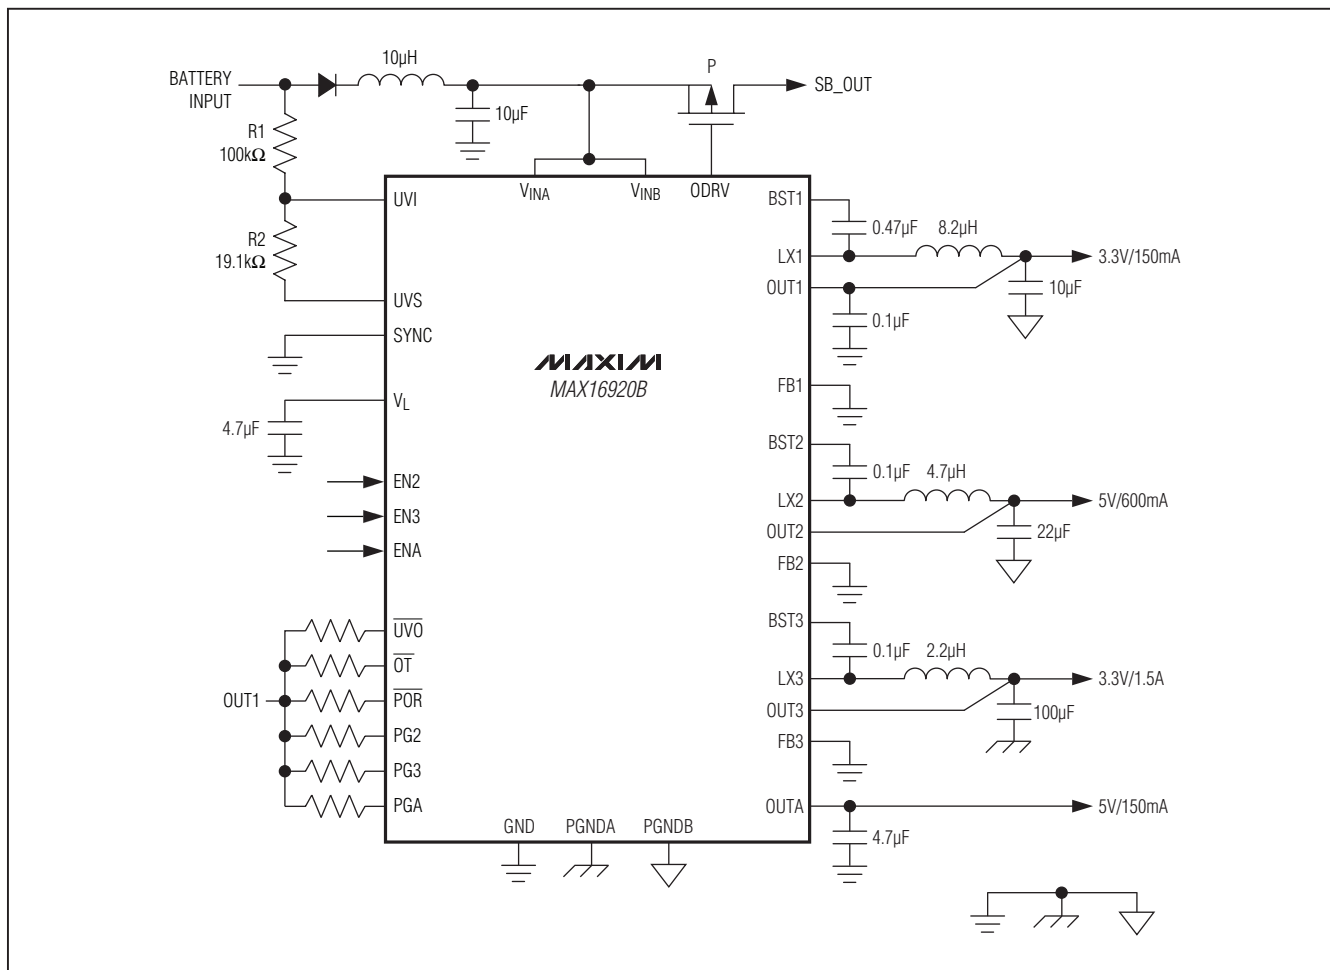 10μH
P
BATTERY
INPUT
SB_OUT
10μF
R1
100kΩ
VINA
VINB
ODRV
BST1
UVI
0.47μF
8.2μH
R2
19.1kΩ
LX1
3.3V/150mA
OUT1
10μF
UVS
0.1μF
SYNC
MAXIM
MAX16920B
FB1
VL
4.7μF
BST2
0.1μF
4.7μH
EN2
LX2
5V/600mA
EN3
OUT2
22μF
ENA
FB2
BST3
UVO
0.1μF
2.2μH
OT
LX3
3.3V/1.5A
OUT1
POR
OUT3
100μF
PG2
FB3
PG3
PGA
OUTA
5V/150mA
GND
PGNDA
PGNDB
4.7μF